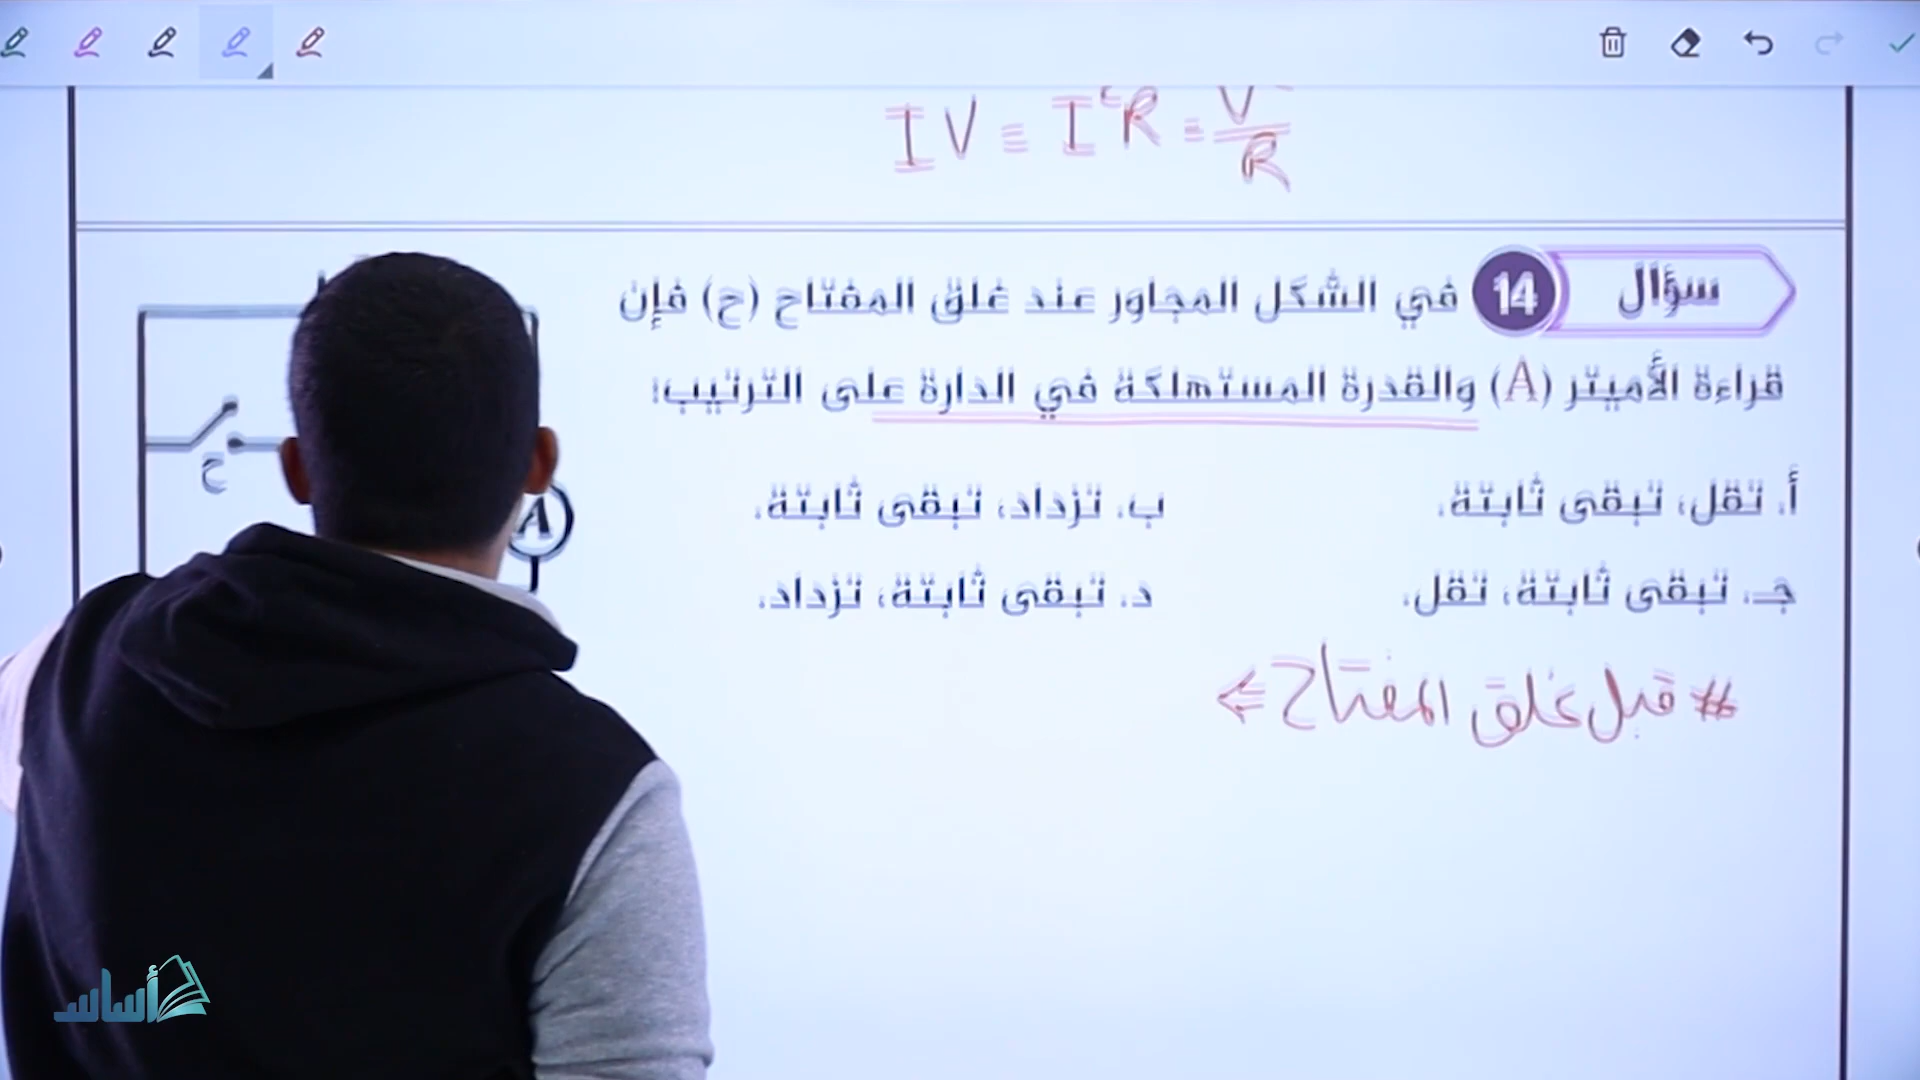 IV = I²R = V²/R
سؤال 14 في الشكل المجاور عند غلق المفتاح (ح) فإن
قراءة الأميتر (A) والقدرة المستهلكة في الدارة على الترتيب:
أ. تقل، تبقى ثابتة.
ب. تزداد، تبقى ثابتة.
جـ. تبقى ثابتة، تقل.
د. تبقى ثابتة، تزداد.
# قبل غلق المفتاح ⇐
ح
A
أساس